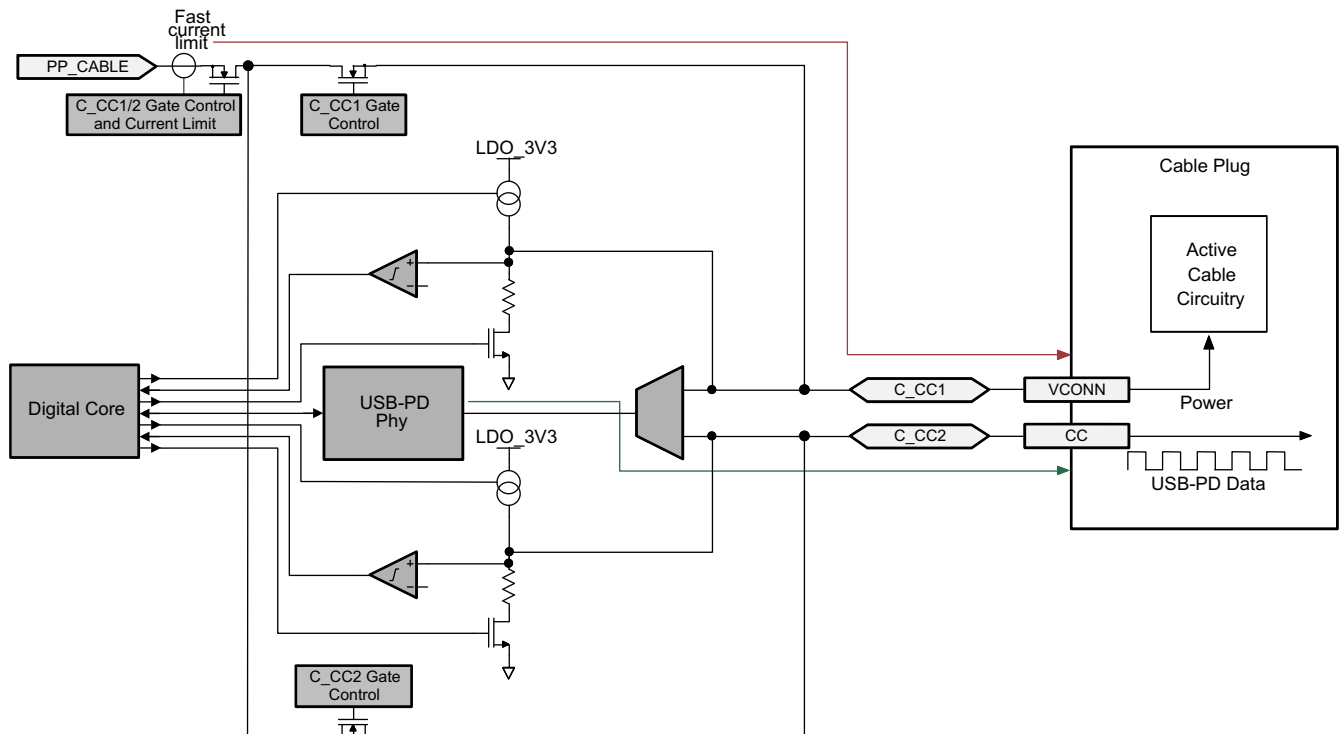 Fast
current
limit
PP_CABLE
C_CC1/2 Gate Control
and Current Limit
C_CC1 Gate
Control
LDO_3V3
+
−
Cable Plug
Active
Cable
Circuitry
Digital Core
USB-PD
Phy
C_CC1
VCONN
Power
C_CC2
CC
USB-PD Data
LDO_3V3
+
−
C_CC2 Gate
Control